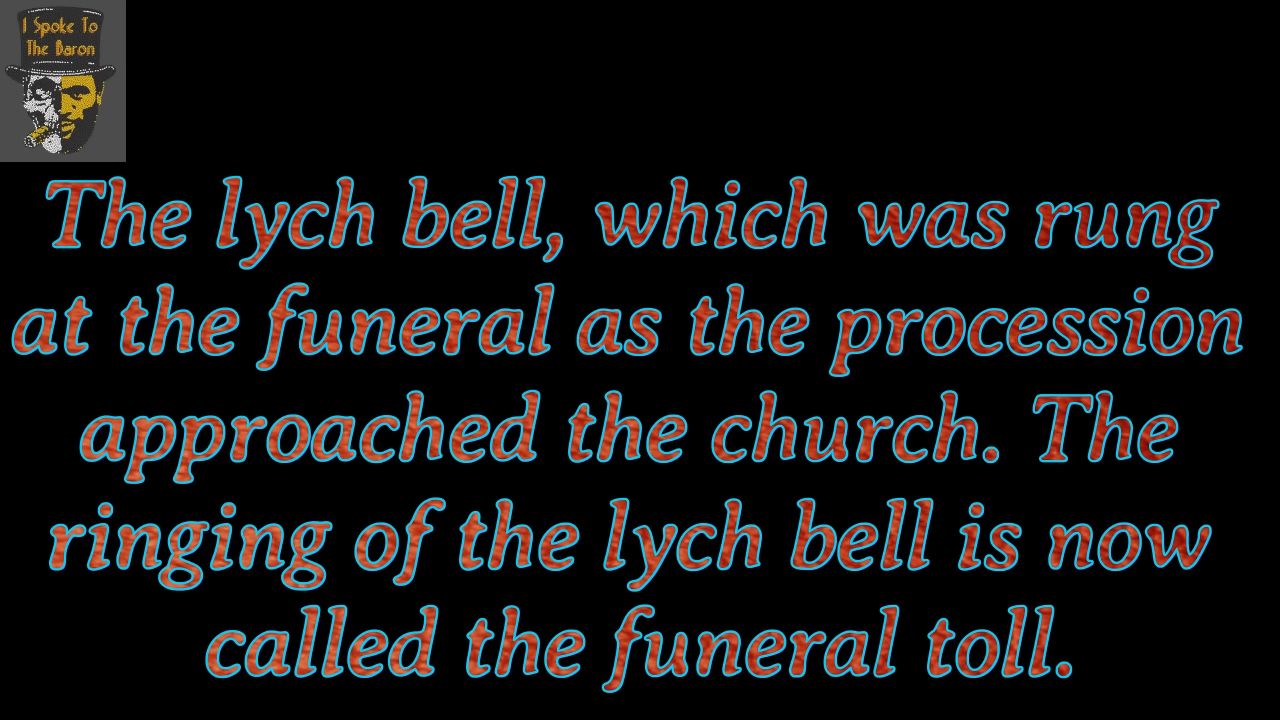 I Spoke To
The Baron
The lych bell, which was rung
at the funeral as the procession
approached the church. The
ringing of the lych bell is now
called the funeral toll.